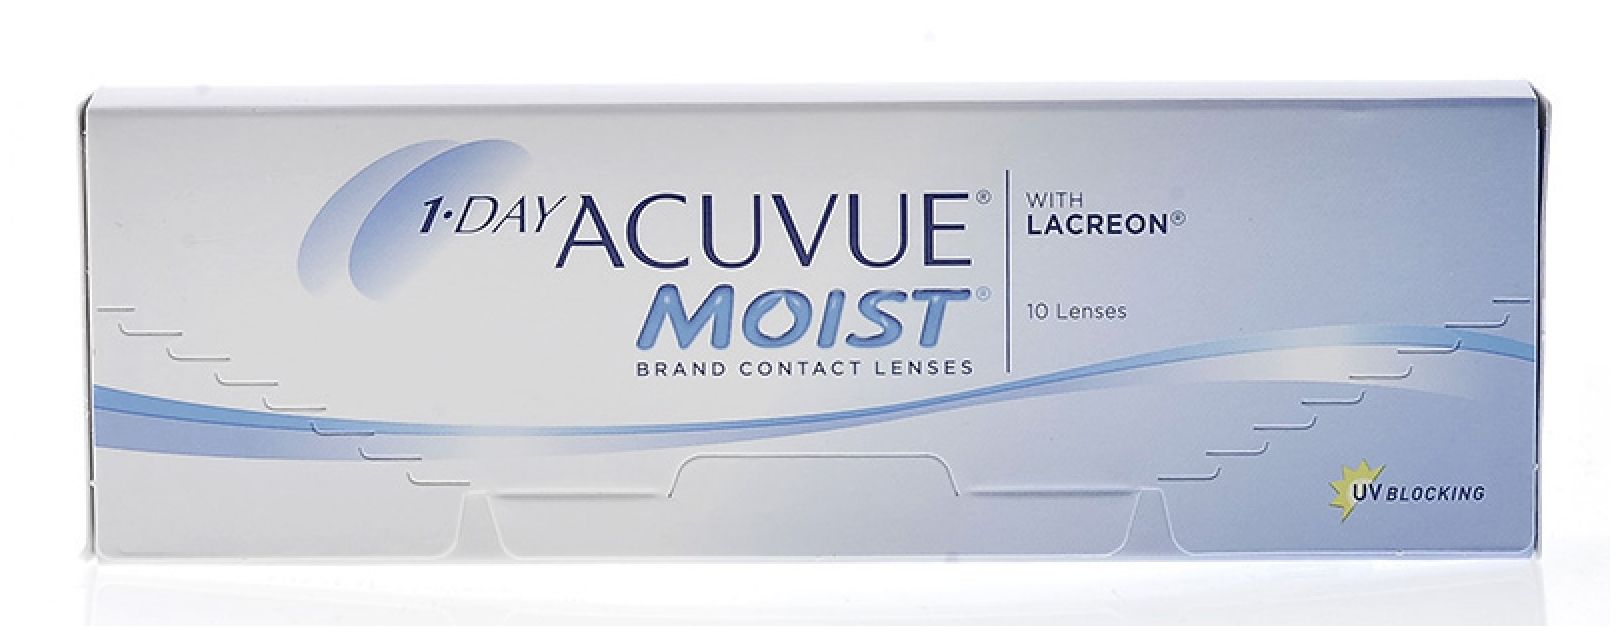 1·DAY ACUVUE®
MOIST®
BRAND CONTACT LENSES
WITH
LACREON®
10 Lenses
UV BLOCKING